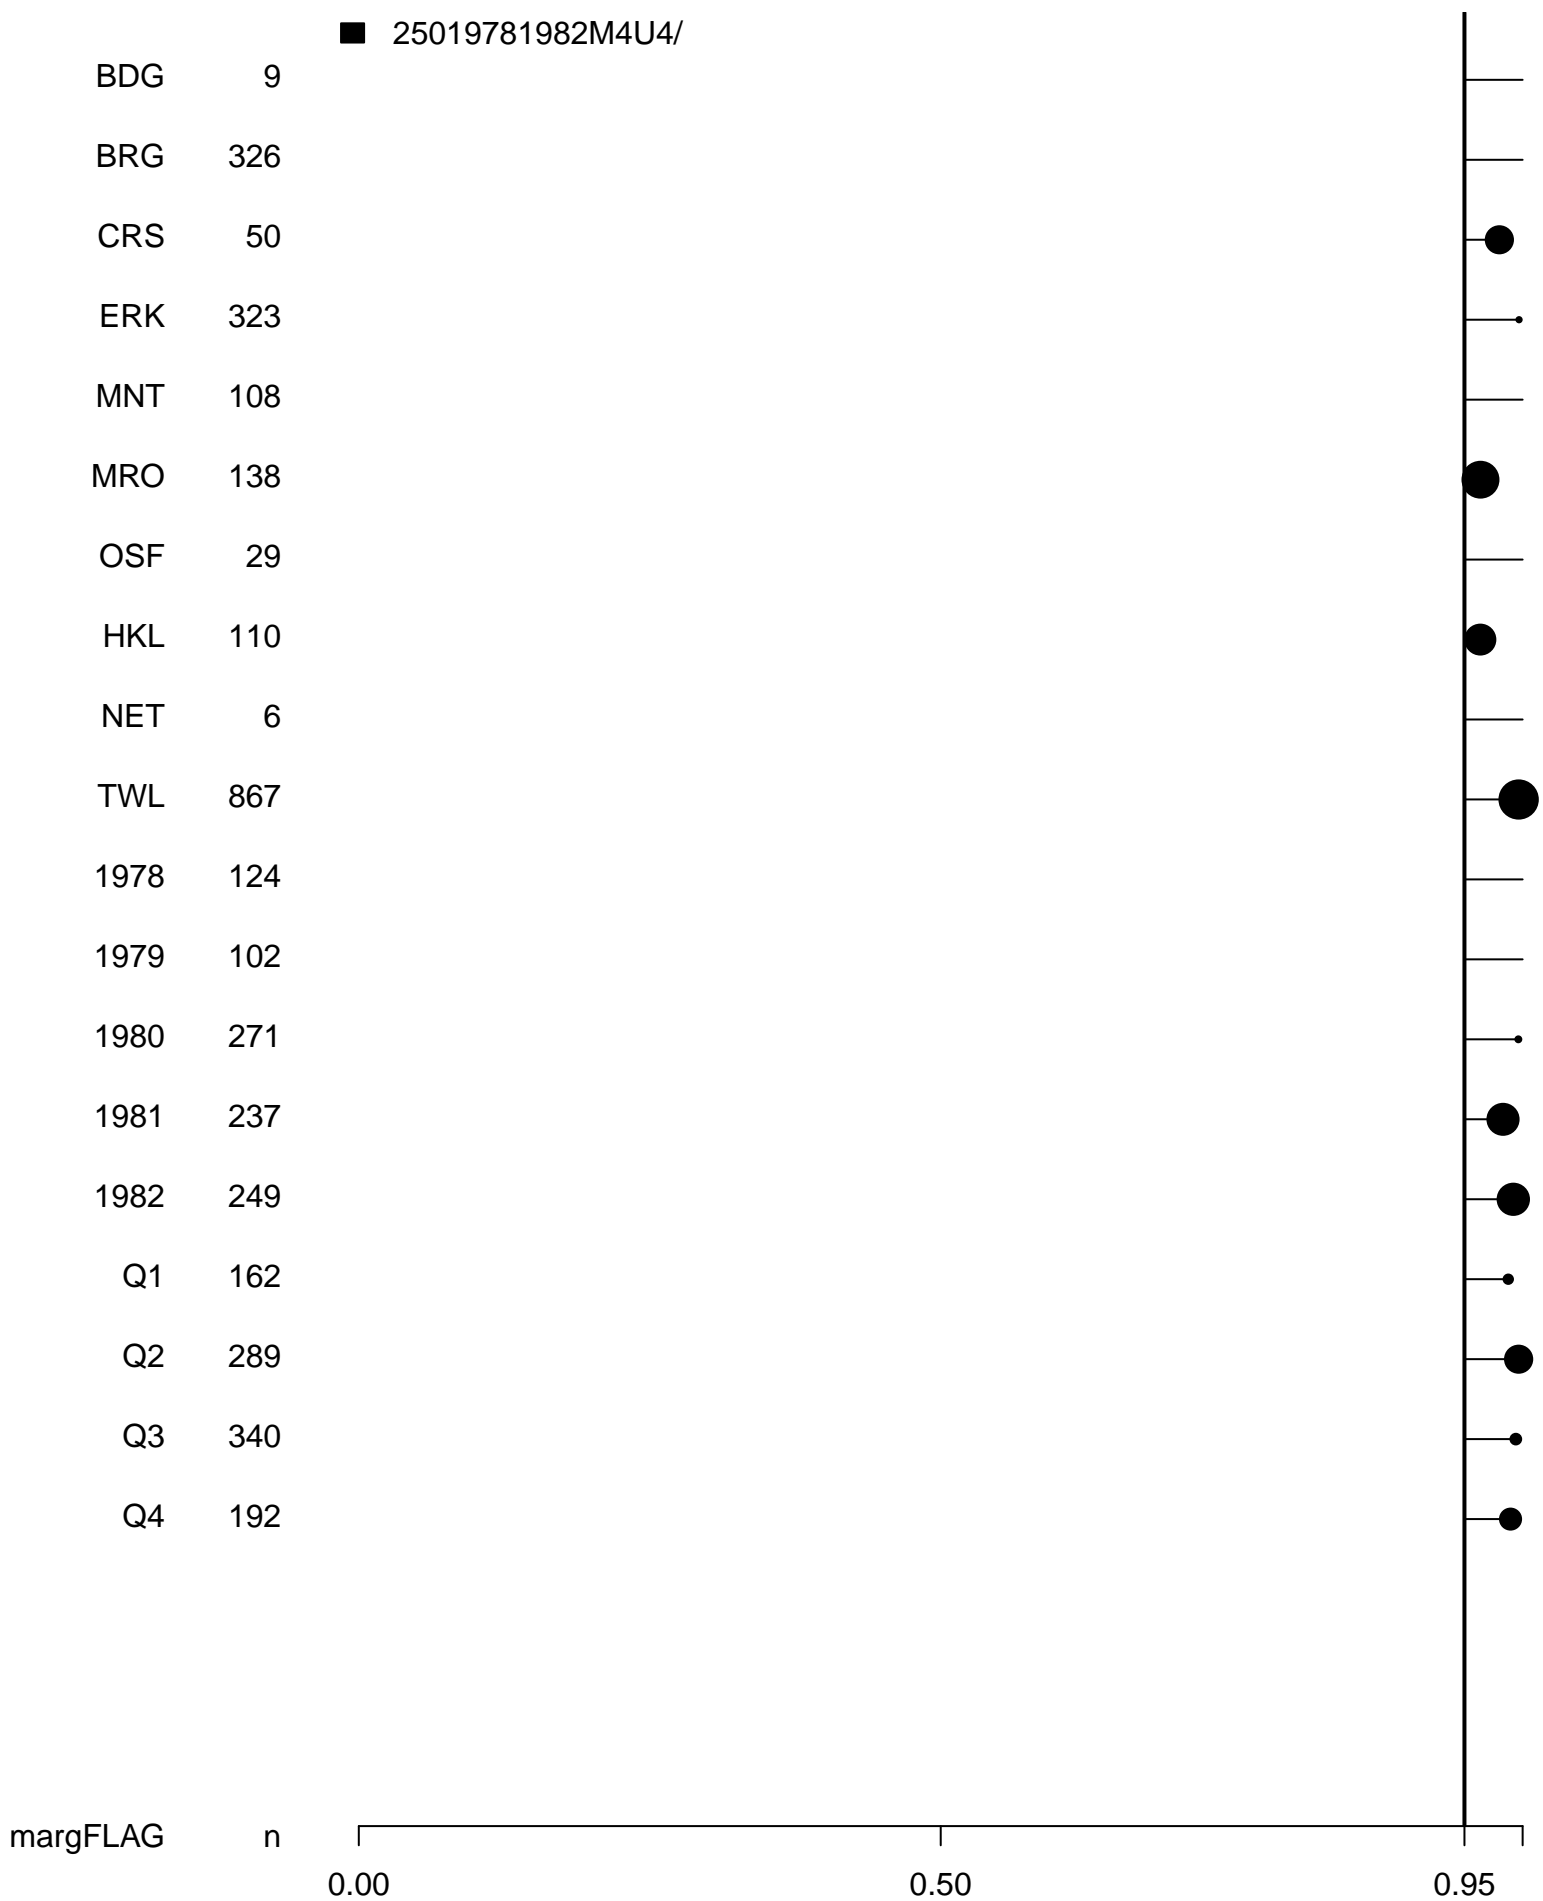 25019781982M4U4/
BDG 9
BRG 326
CRS 50
ERK 323
MNT 108
MRO 138
OSF 29
HKL 110
NET 6
TWL 867
1978 124
1979 102
1980 271
1981 237
1982 249
Q1 162
Q2 289
Q3 340
Q4 192
margFLAG n
0.00 0.50 0.95